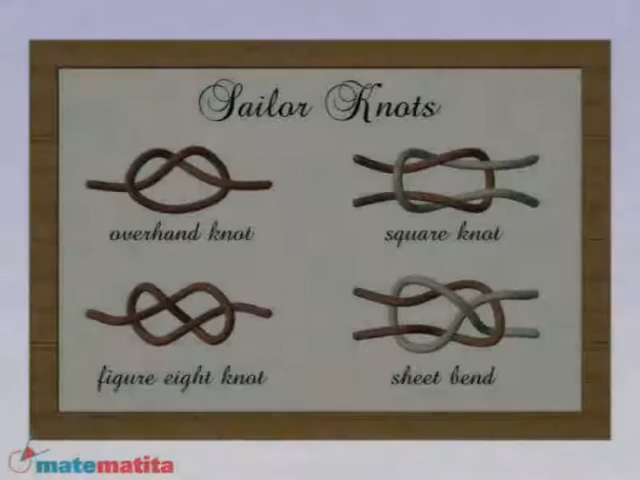 Sailor Knots
overhand knot
square knot
figure eight knot
sheet bend
matematita